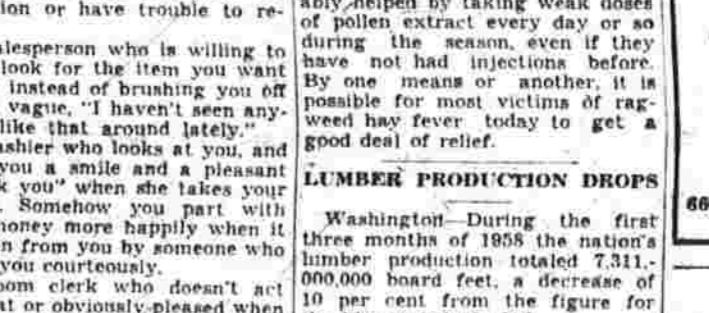 ion or have trouble to re-
alesperson who is willing to
look for the item you want
instead of brushing you off
vague, "I haven't seen any-
like that around lately."
ashier who looks at you, and
you a smile and a pleasant
k you" when she takes your
. Somehow you part with
money more happily when it
n from you by someone who
you courteously.
oom clerk who doesn't act
at or obviously pleased when
ably helped by taking weak doses
of pollen extract every day or so
during the season, even if they
have not had injections before.
By one means or another, it is
possible for most victims of rag-
weed hay fever today to get a
good deal of relief.
LUMBER PRODUCTION DROPS
Washington—During the first
three months of 1958 the nation's
lumber production totaled 7,311,-
000,000 board feet, a decrease of
10 per cent from the figure for
66